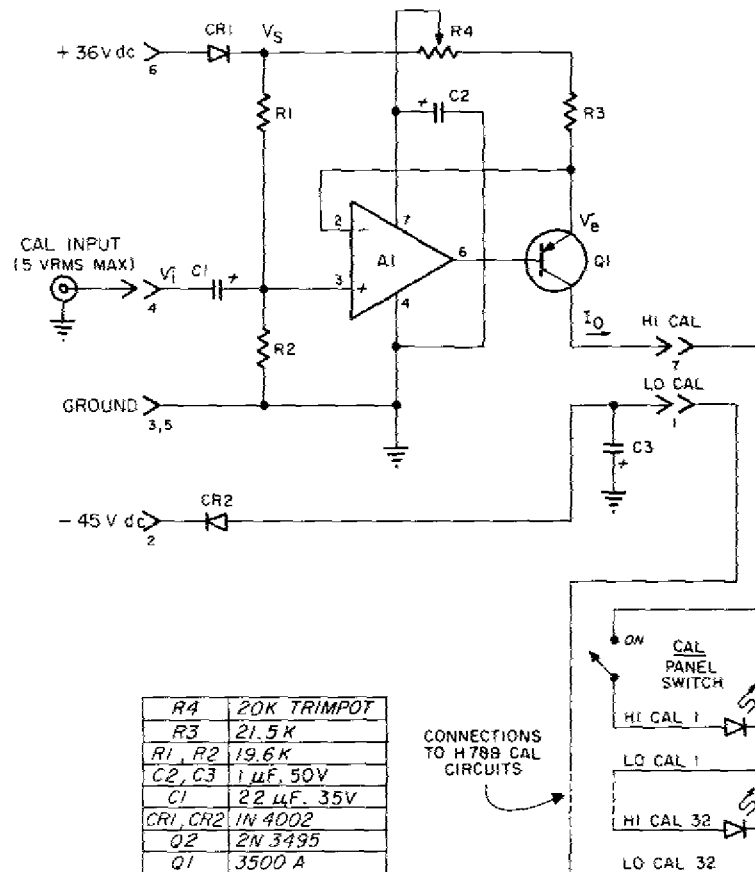 + 36v dc
6
CR1
Vs
R4
C2
+
R1
R3
2
-
7
Ve
CAL INPUT
(5 VRMS MAX)
Vi
4
C1
+
3
+
A1
6
Q1
4
R2
IO
HI CAL
7
LO CAL
1
GROUND
3,5
C3
+
CR2
- 45 V dc
2
ON
CAL
PANEL
SWITCH
R4 20K TRIMPOT
R3 21.5 K
R1, R2 19.6 K
C2, C3 1 µF, 50V
C1 22 µF. 35V
CR1, CR2 IN 4002
Q2 2N 3495
Q1 3500 A
CONNECTIONS
TO H 788 CAL
CIRCUITS
HI CAL 1
LO CAL 1
HI CAL 32
LO CAL 32